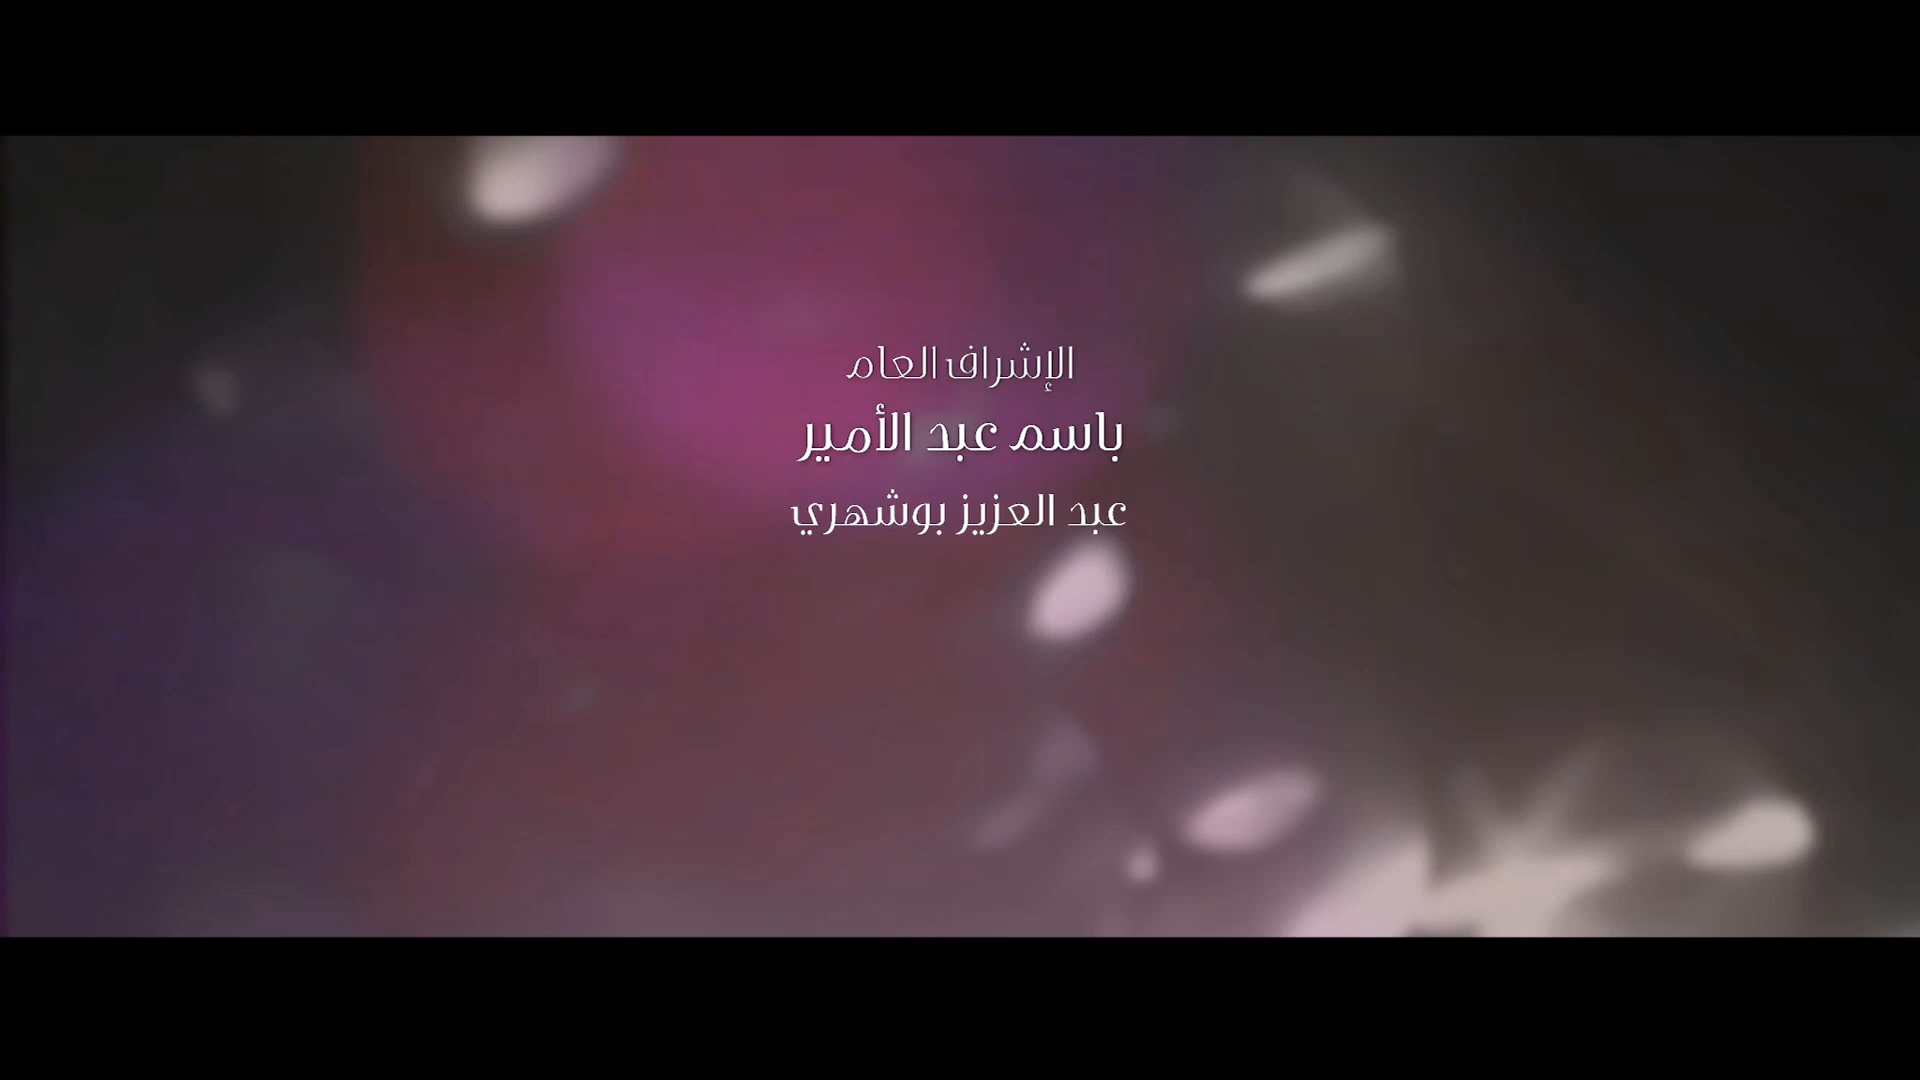 الإشراف العام
باسم عبد الأمير
عبد العزيز بوشهري